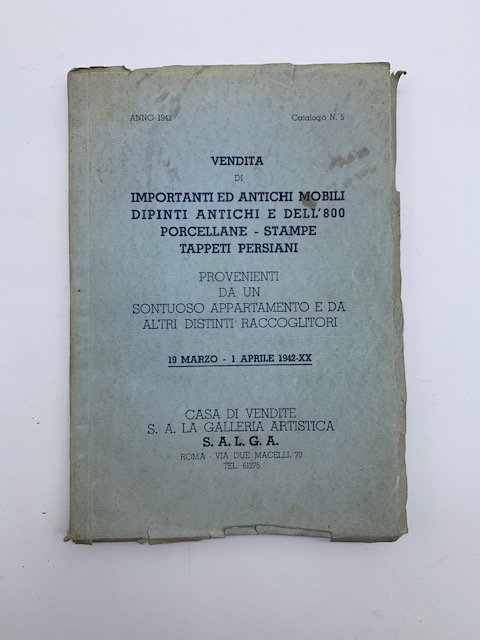 ANNO 1942 Catalogo N. 5
VENDITA
DI
IMPORTANTI ED ANTICHI MOBILI
DIPINTI ANTICHI E DELL'800
PORCELLANE - STAMPE
TAPPETI PERSIANI
PROVENIENTI
DA UN
SONTUOSO APPARTAMENTO E DA
ALTRI DISTINTI RACCOGLITORI
19 MARZO - 1 APRILE 1942-XX
CASA DI VENDITE
S. A. LA GALLERIA ARTISTICA
S. A. L. G. A.
ROMA - VIA DUE MACELLI, 70
TEL. 61275